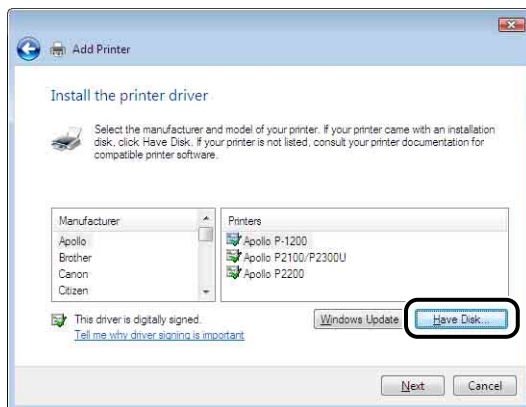 Add Printer
Install the printer driver
Select the manufacturer and model of your printer. If your printer came with an installation
disk, click Have Disk. If your printer is not listed, consult your printer documentation for
compatible printer software.
Manufacturer
Apollo
Brother
Canon
Citizen
Printers
Apollo P-1200
Apollo P2100/P2300U
Apollo P2200
This driver is digitally signed.
Tell me why driver signing is important
Windows Update
Have Disk...
Next
Cancel